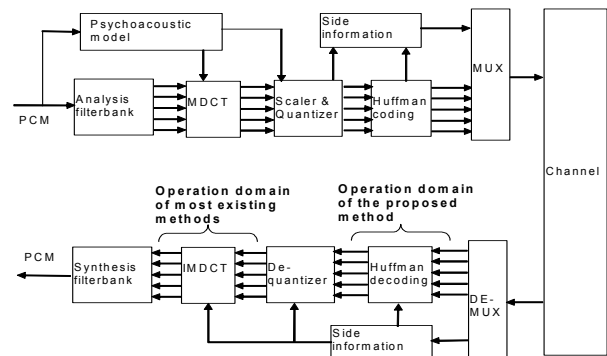 Psychoacoustic
model
Side
information
MUX
PCM
Analysis
filterbank
MDCT
Scaler &
Quantizer
Huffman
coding
Channel
Operation domain
of most existing
methods
Operation domain
of the proposed
method
PCM
Synthesis
filterbank
IMDCT
De-
quantizer
Huffman
decoding
DE-
MUX
Side
information